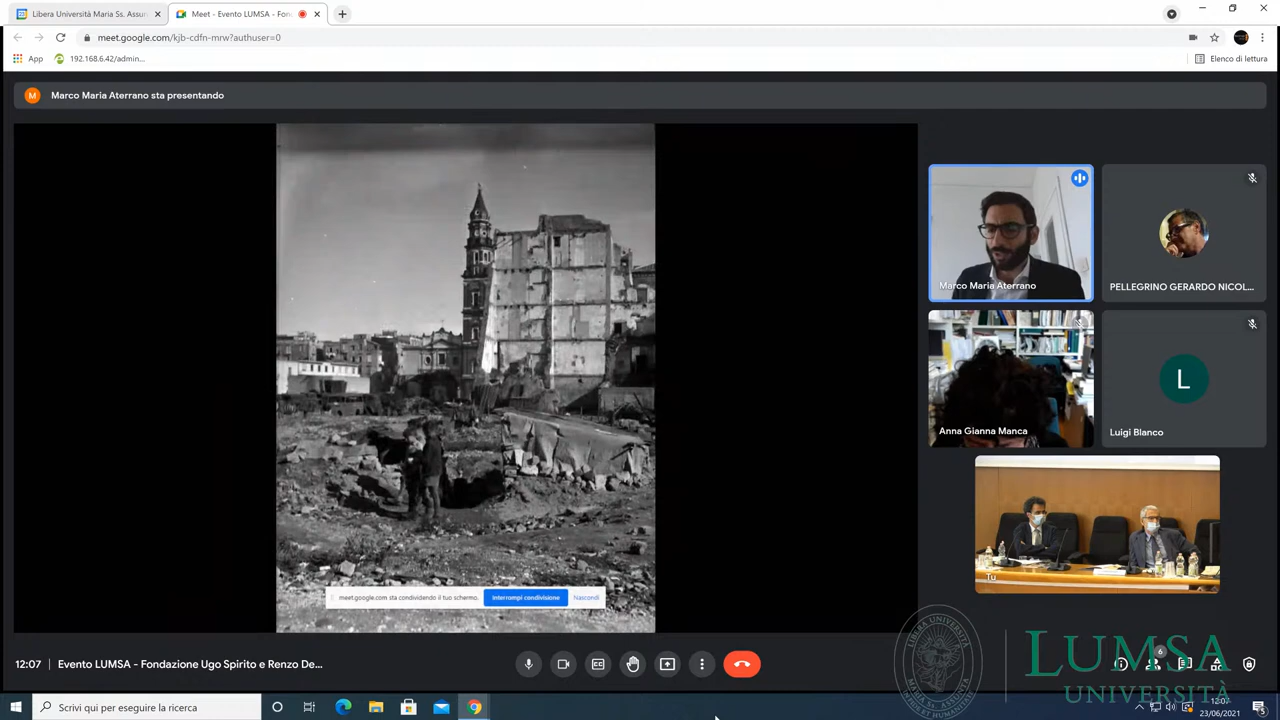 Libera Università Maria Ss. Assun
Meet - Evento LUMSA - Fon
meet.google.com/kjb-cdfn-mrw?authuser=0
App
192.168.6.42/admin...
Elenco di lettura
M
Marco Maria Aterrano sta presentando
Marco Maria Aterrano
PELLEGRINO GERARDO NICOL...
Anna Gianna Manca
L
Luigi Blanco
Tu
meet.google.com sta condividendo il tuo schermo.
Interrompi condivisione
Nascondi
12:07
Evento LUMSA - Fondazione Ugo Spirito e Renzo De...
6
LUMSA
UNIVERSITÀ
Scrivi qui per eseguire la ricerca
12:07
23/06/2021
5